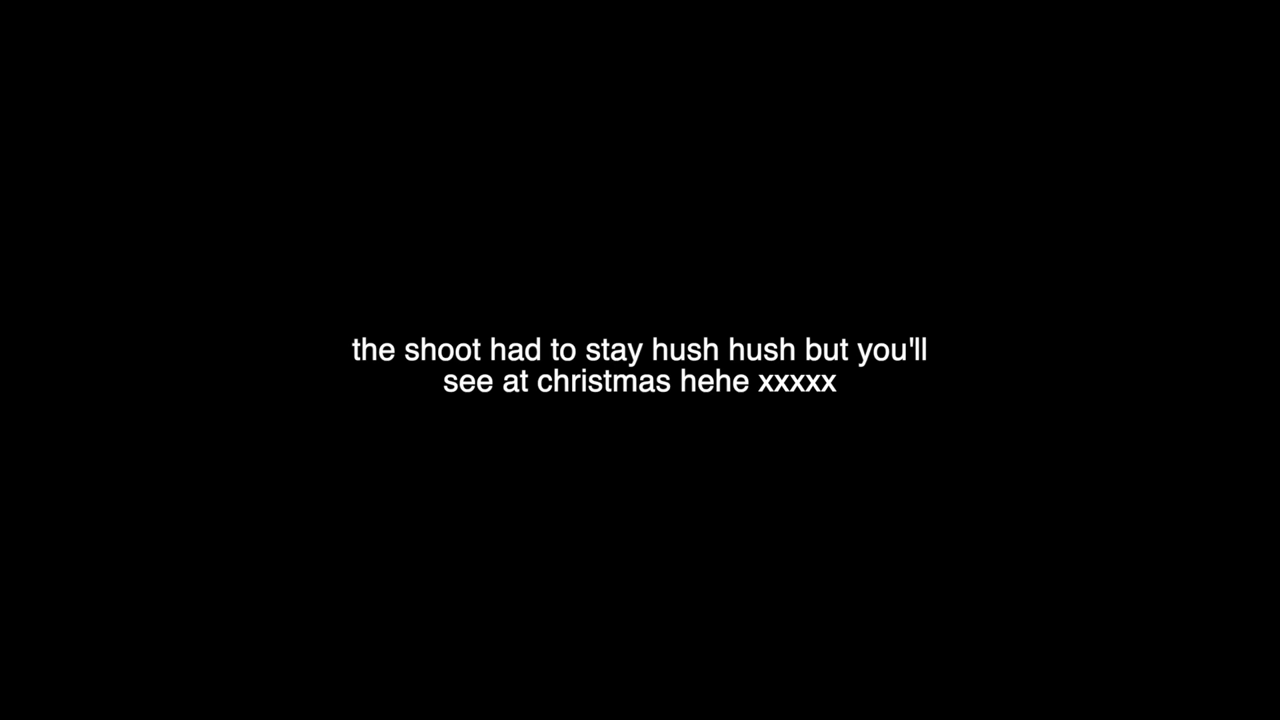 the shoot had to stay hush hush but you'll
see at christmas hehe xxxxx